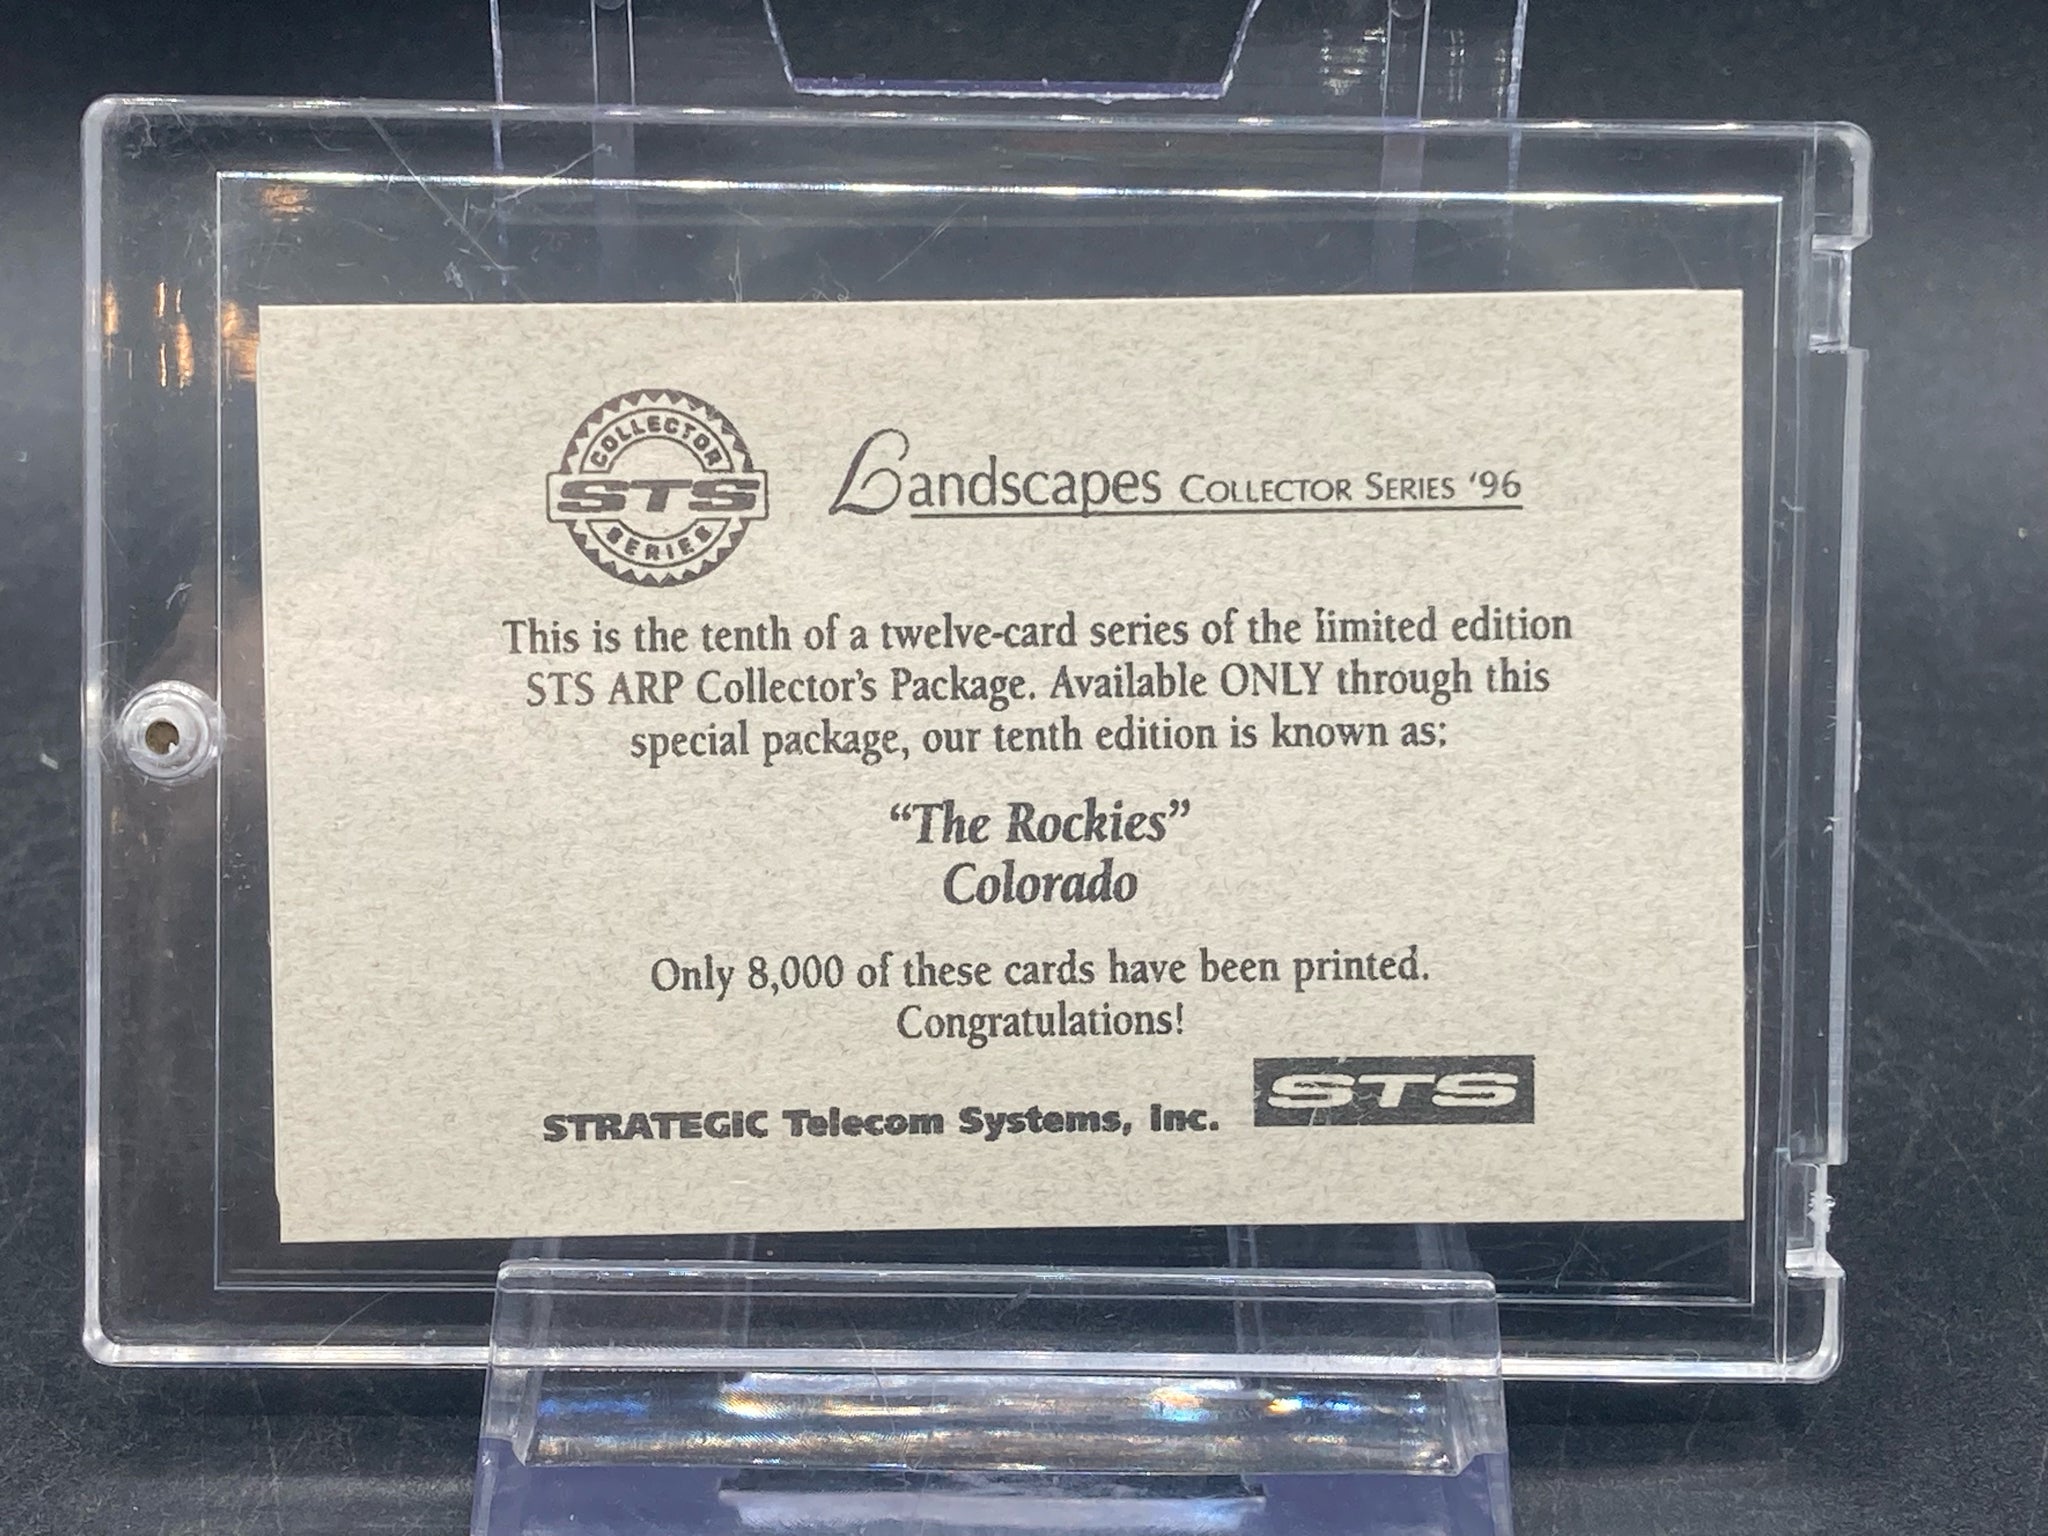 COLLECTOR
STS
SERIES
Landscapes COLLECTOR SERIES '96
This is the tenth of a twelve-card series of the limited edition
STS ARP Collector's Package. Available ONLY through this
special package, our tenth edition is known as:
“The Rockies”
Colorado
Only 8,000 of these cards have been printed.
Congratulations!
STRATEGIC Telecom Systems, Inc.
STS